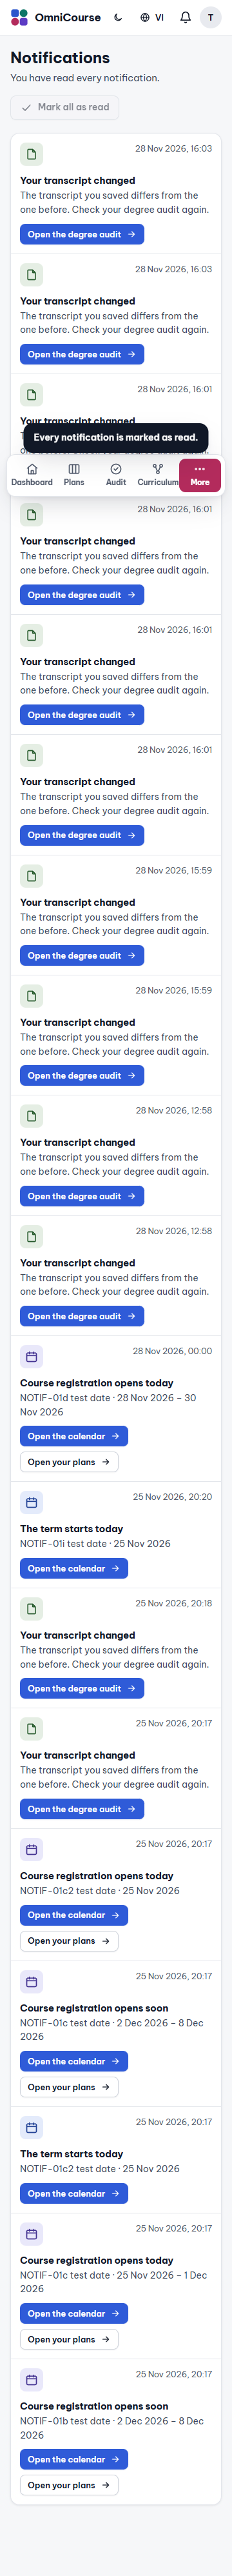 OmniCourse
VI
T
Notifications
You have read every notification.
Mark all as read
28 Nov 2026, 16:03
Your transcript changed
The transcript you saved differs from the
one before. Check your degree audit again.
Open the degree audit
28 Nov 2026, 16:03
Your transcript changed
The transcript you saved differs from the
one before. Check your degree audit again.
Open the degree audit
28 Nov 2026, 16:01
Your transcript changed
Every notification is marked as read.
Dashboard
Plans
Audit
Curriculum
More
28 Nov 2026, 16:01
Your transcript changed
The transcript you saved differs from the
one before. Check your degree audit again.
Open the degree audit
28 Nov 2026, 16:01
Your transcript changed
The transcript you saved differs from the
one before. Check your degree audit again.
Open the degree audit
28 Nov 2026, 16:01
Your transcript changed
The transcript you saved differs from the
one before. Check your degree audit again.
Open the degree audit
28 Nov 2026, 15:59
Your transcript changed
The transcript you saved differs from the
one before. Check your degree audit again.
Open the degree audit
28 Nov 2026, 15:59
Your transcript changed
The transcript you saved differs from the
one before. Check your degree audit again.
Open the degree audit
28 Nov 2026, 12:58
Your transcript changed
The transcript you saved differs from the
one before. Check your degree audit again.
Open the degree audit
28 Nov 2026, 12:58
Your transcript changed
The transcript you saved differs from the
one before. Check your degree audit again.
Open the degree audit
28 Nov 2026, 00:00
Course registration opens today
NOTIF-01d test date · 28 Nov 2026 – 30
Nov 2026
Open the calendar
Open your plans
25 Nov 2026, 20:20
The term starts today
NOTIF-01i test date · 25 Nov 2026
Open the calendar
25 Nov 2026, 20:18
Your transcript changed
The transcript you saved differs from the
one before. Check your degree audit again.
Open the degree audit
25 Nov 2026, 20:17
Your transcript changed
The transcript you saved differs from the
one before. Check your degree audit again.
Open the degree audit
25 Nov 2026, 20:17
Course registration opens today
NOTIF-01c2 test date · 25 Nov 2026
Open the calendar
Open your plans
25 Nov 2026, 20:17
Course registration opens soon
NOTIF-01c test date · 2 Dec 2026 – 8 Dec
2026
Open the calendar
Open your plans
25 Nov 2026, 20:17
The term starts today
NOTIF-01c2 test date · 25 Nov 2026
Open the calendar
25 Nov 2026, 20:17
Course registration opens today
NOTIF-01c test date · 25 Nov 2026 – 1 Dec
2026
Open the calendar
Open your plans
25 Nov 2026, 20:17
Course registration opens soon
NOTIF-01b test date · 2 Dec 2026 – 8 Dec
2026
Open the calendar
Open your plans